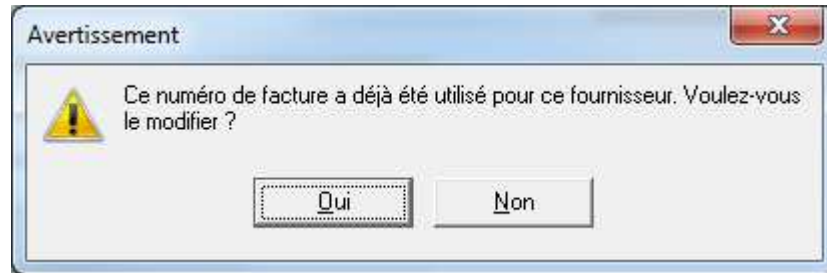 Avertissement
Ce numéro de facture a déjà été utilisé pour ce fournisseur. Voulez-vous
le modifier ?
Oui
Non